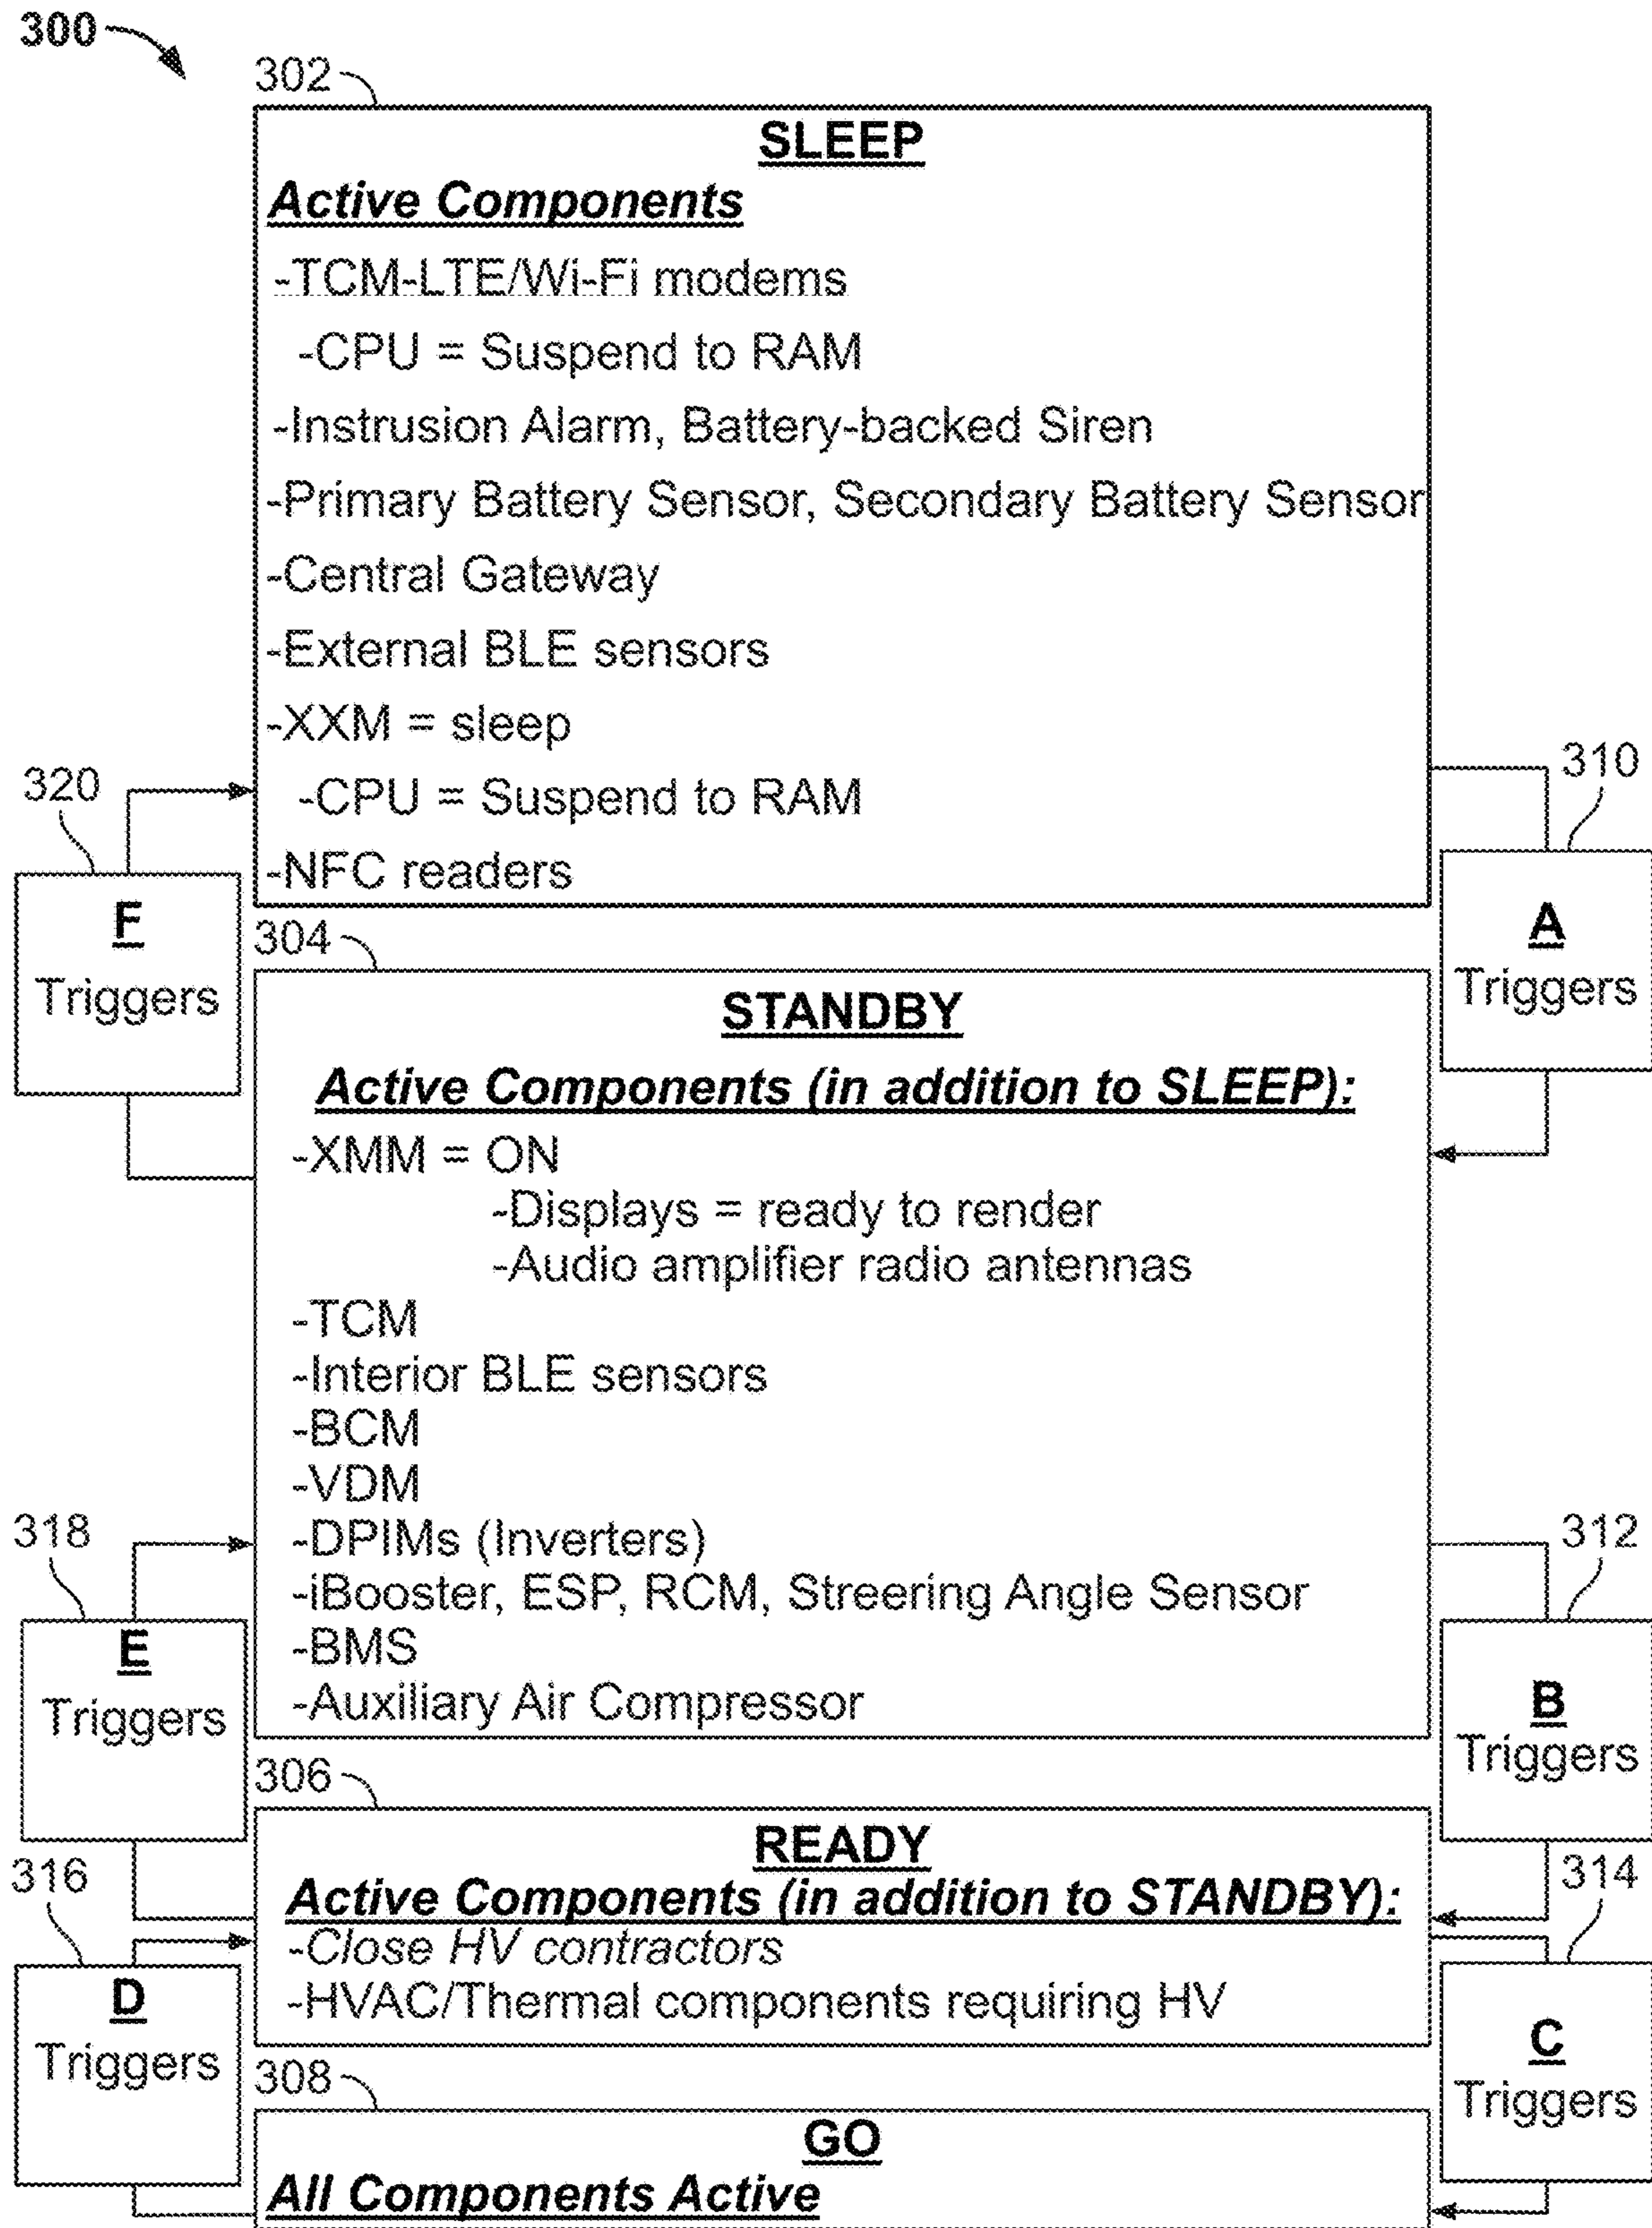 300
302
SLEEP
Active Components
-TCM-LTE/Wi-Fi modems
-CPU = Suspend to RAM
-Instrusion Alarm, Battery-backed Siren
-Primary Battery Sensor, Secondary Battery Sensor
-Central Gateway
-External BLE sensors
-XXM = sleep
-CPU = Suspend to RAM
-NFC readers
320
F
Triggers
310
A
Triggers
304
STANDBY
Active Components (in addition to SLEEP):
-XMM = ON
-Displays = ready to render
-Audio amplifier radio antennas
-TCM
-Interior BLE sensors
-BCM
-VDM
-DPIMs (Inverters)
-iBooster, ESP, RCM, Streering Angle Sensor
-BMS
-Auxiliary Air Compressor
318
E
Triggers
312
B
Triggers
306
READY
Active Components (in addition to STANDBY):
-Close HV contractors
-HVAC/Thermal components requiring HV
316
D
Triggers
314
C
Triggers
308
GO
All Components Active